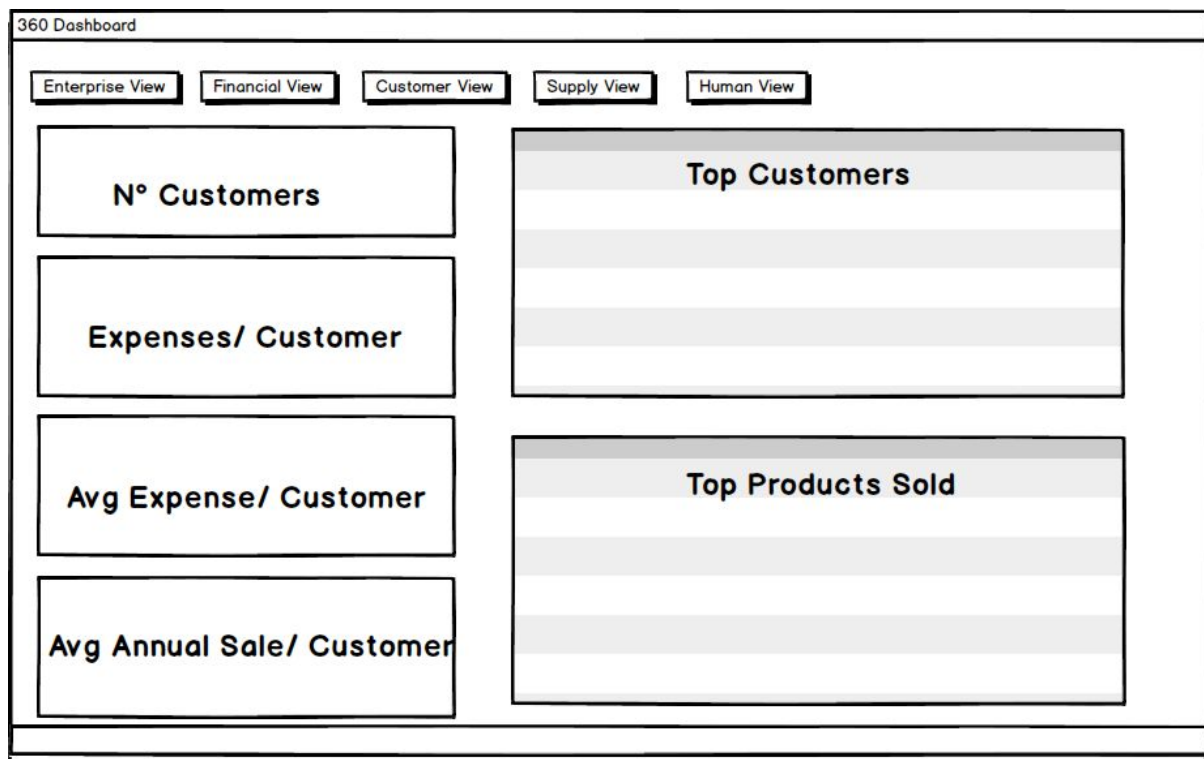 360 Dashboard
Enterprise View
Financial View
Customer View
Supply View
Human View
N° Customers
Expenses/ Customer
Avg Expense/ Customer
Avg Annual Sale/ Customer
Top Customers
Top Products Sold